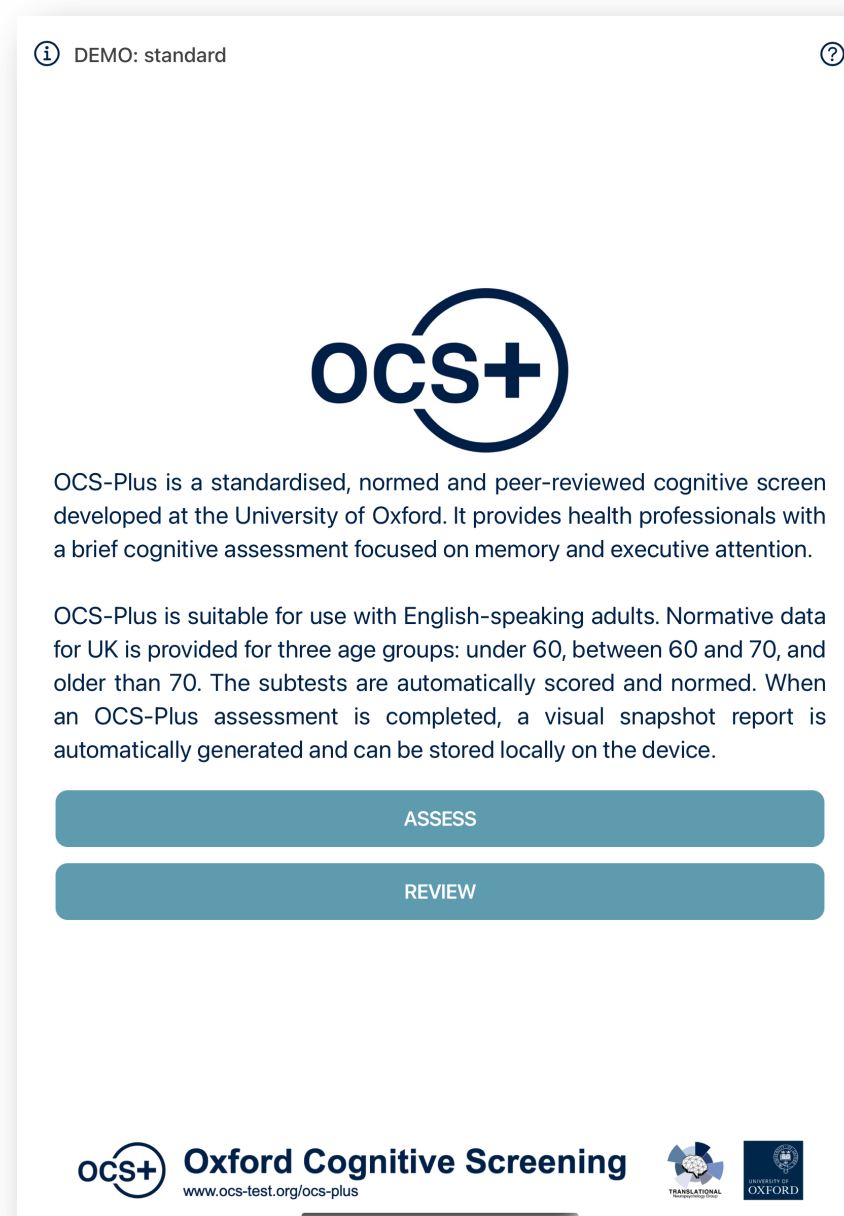 DEMO: standard
OCS+
OCS-Plus is a standardised, normed and peer-reviewed cognitive screen
developed at the University of Oxford. It provides health professionals with
a brief cognitive assessment focused on memory and executive attention.
OCS-Plus is suitable for use with English-speaking adults. Normative data
for UK is provided for three age groups: under 60, between 60 and 70, and
older than 70. The subtests are automatically scored and normed. When
an OCS-Plus assessment is completed, a visual snapshot report is
automatically generated and can be stored locally on the device.
ASSESS
REVIEW
OCS+
Oxford Cognitive Screening
www.ocs-test.org/ocs-plus
TRANSLATIONAL
Neuropsychology Group
UNIVERSITY OF
OXFORD